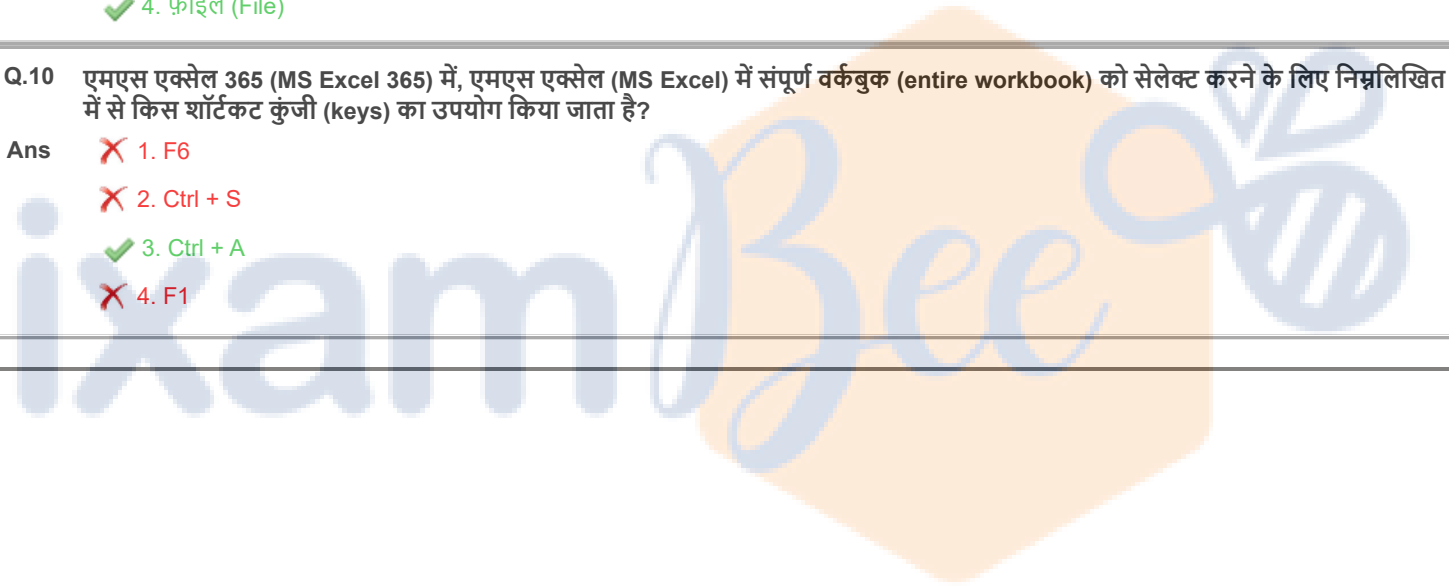 4. फ़ाइल (File)
Q.10 एमएस एक्सेल 365 (MS Excel 365) में, एमएस एक्सेल (MS Excel) में संपूर्ण वर्कबुक (entire workbook) को सेलेक्ट करने के लिए निम्नलिखित
में से किस शॉर्टकट कुंजी (keys) का उपयोग किया जाता है?
Ans 1. F6
2. Ctrl + S
3. Ctrl + A
4. F1
ixamBee